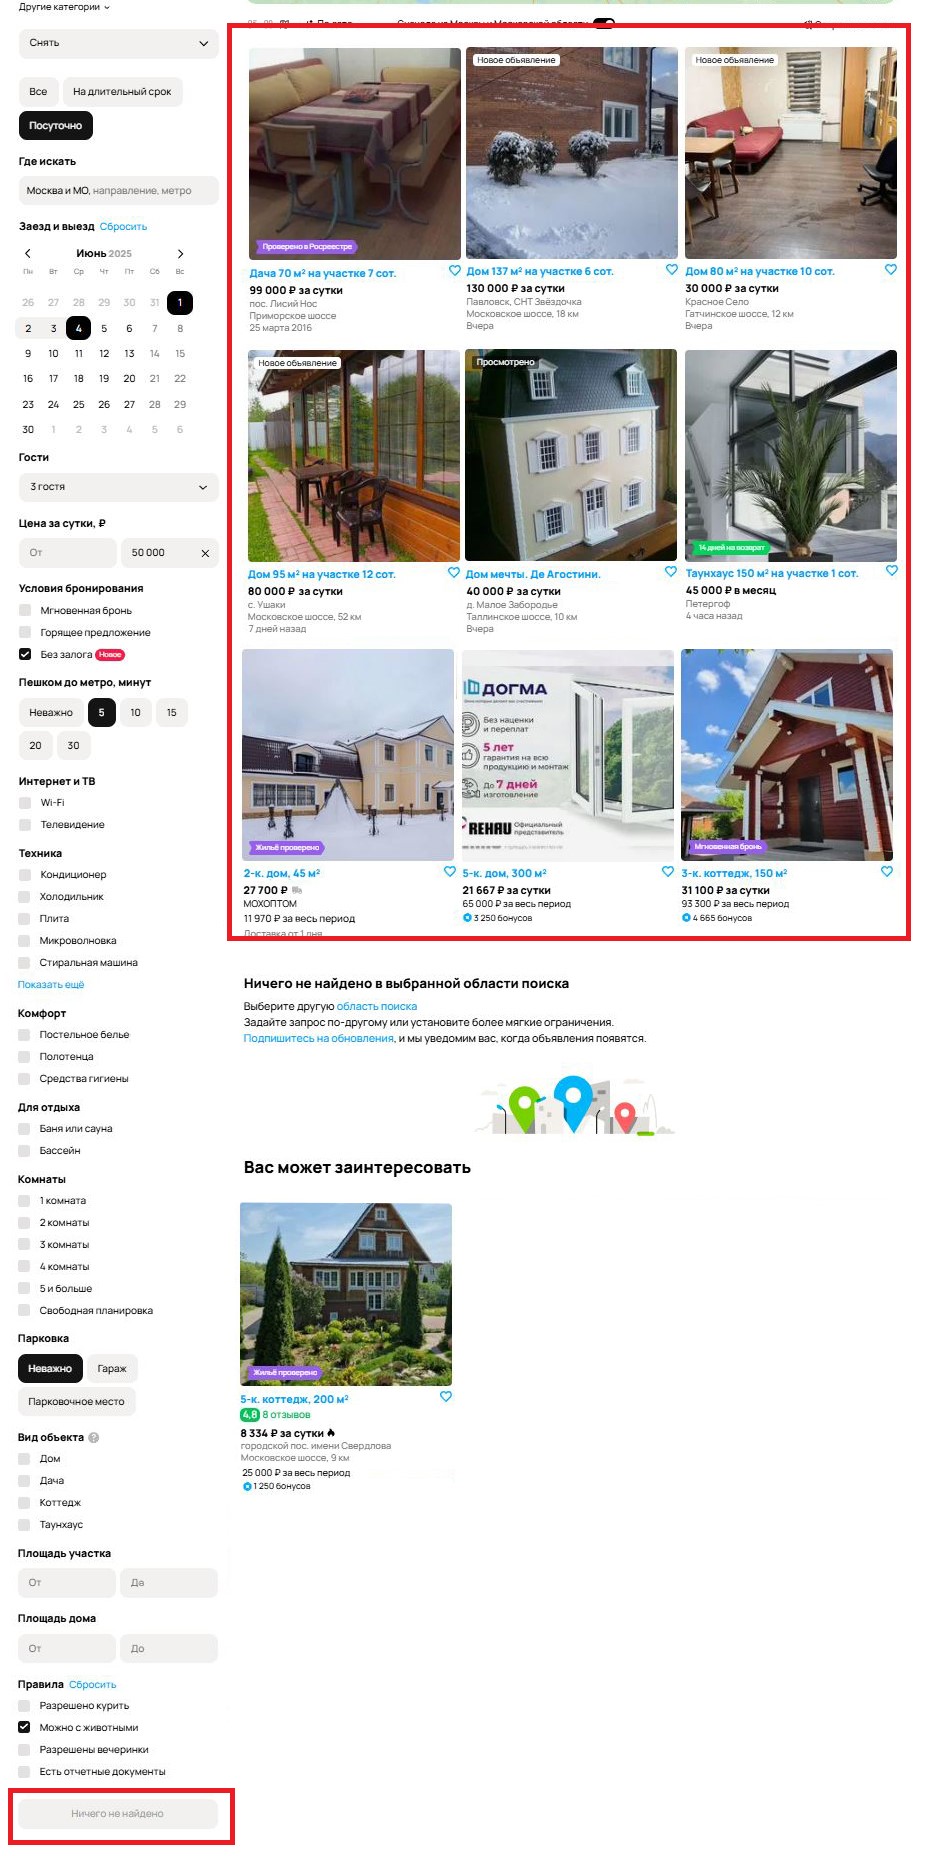 Другие категории
Снять
Все
На длительный срок
Посуточно
Где искать
Москва и МО, направление, метро
Заезд и выезд Сбросить
Июнь 2025
Пн Вт Ср Чт Пт Сб Вс
26 27 28 29 30 31 1
2 3 4 5 6 7 8
9 10 11 12 13 14 15
16 17 18 19 20 21 22
23 24 25 26 27 28 29
30 1 2 3 4 5 6
Гости
3 гостя
Цена за сутки, ₽
От
50 000
Условия бронирования
Мгновенная бронь
Горящее предложение
Без залога Новое
Пешком до метро, минут
Неважно 5 10 15
20 30
Интернет и ТВ
Wi-Fi
Телевидение
Техника
Кондиционер
Холодильник
Плита
Микроволновка
Стиральная машина
Показать ещё
Комфорт
Постельное белье
Полотенца
Средства гигиены
Для отдыха
Баня или сауна
Бассейн
Комнаты
1 комната
2 комнаты
3 комнаты
4 комнаты
5 и больше
Свободная планировка
Парковка
Неважно
Гараж
Парковочное место
Вид объекта ?
Дом
Дача
Коттедж
Таунхаус
Площадь участка
От
До
Площадь дома
От
До
Правила Сбросить
Разрешено курить
Можно с животными
Разрешены вечеринки
Есть отчетные документы
Ничего не найдено
Проверено в Росреестре
Дача 70 м² на участке 7 сот.
99 000 ₽ за сутки
пос. Лисий Нос
Приморское шоссе
25 марта 2016
Новое объявление
Дом 137 м² на участке 6 сот.
130 000 ₽ за сутки
Павловск, СНТ Звёздочка
Московское шоссе, 18 км
Вчера
Новое объявление
Дом 80 м² на участке 10 сот.
30 000 ₽ за сутки
Красное Село
Гатчинское шоссе, 12 км
Вчера
Новое объявление
Дом 95 м² на участке 12 сот.
80 000 ₽ за сутки
с. Ушаки
Московское шоссе, 52 км
7 дней назад
Просмотрено
Дом мечты. Де Агостини.
40 000 ₽ за сутки
д. Малое Забородье
Таллинское шоссе, 10 км
Вчера
14 дней на возврат
Таунхаус 150 м² на участке 1 сот.
45 000 ₽ в месяц
Петергоф
4 часа назад
Жильё проверено
2-к. дом, 45 м²
27 700 ₽
МОХОПТОМ
11 970 ₽ за весь период
Доставка от 1 дня
ДОГМА
Без наценки
и переплат
5 лет
гарантия на всю
продукцию и монтаж
До 7 дней
изготовление
REHAU Официальный
представитель
5-к. дом, 300 м²
21 667 ₽ за сутки
65 000 ₽ за весь период
3 250 бонусов
Мгновенная бронь
3-к. коттедж, 150 м²
31 100 ₽ за сутки
93 300 ₽ за весь период
4 665 бонусов
Ничего не найдено в выбранной области поиска
Выберите другую область поиска
Задайте запрос по-другому или установите более мягкие ограничения.
Подпишитесь на обновления, и мы уведомим вас, когда объявления появятся.
Вас может заинтересовать
Жильё проверено
5-к. коттедж, 200 м²
4,8 8 отзывов
8 334 ₽ за сутки
городской пос. имени Свердлова
Московское шоссе, 9 км
25 000 ₽ за весь период
1 250 бонусов